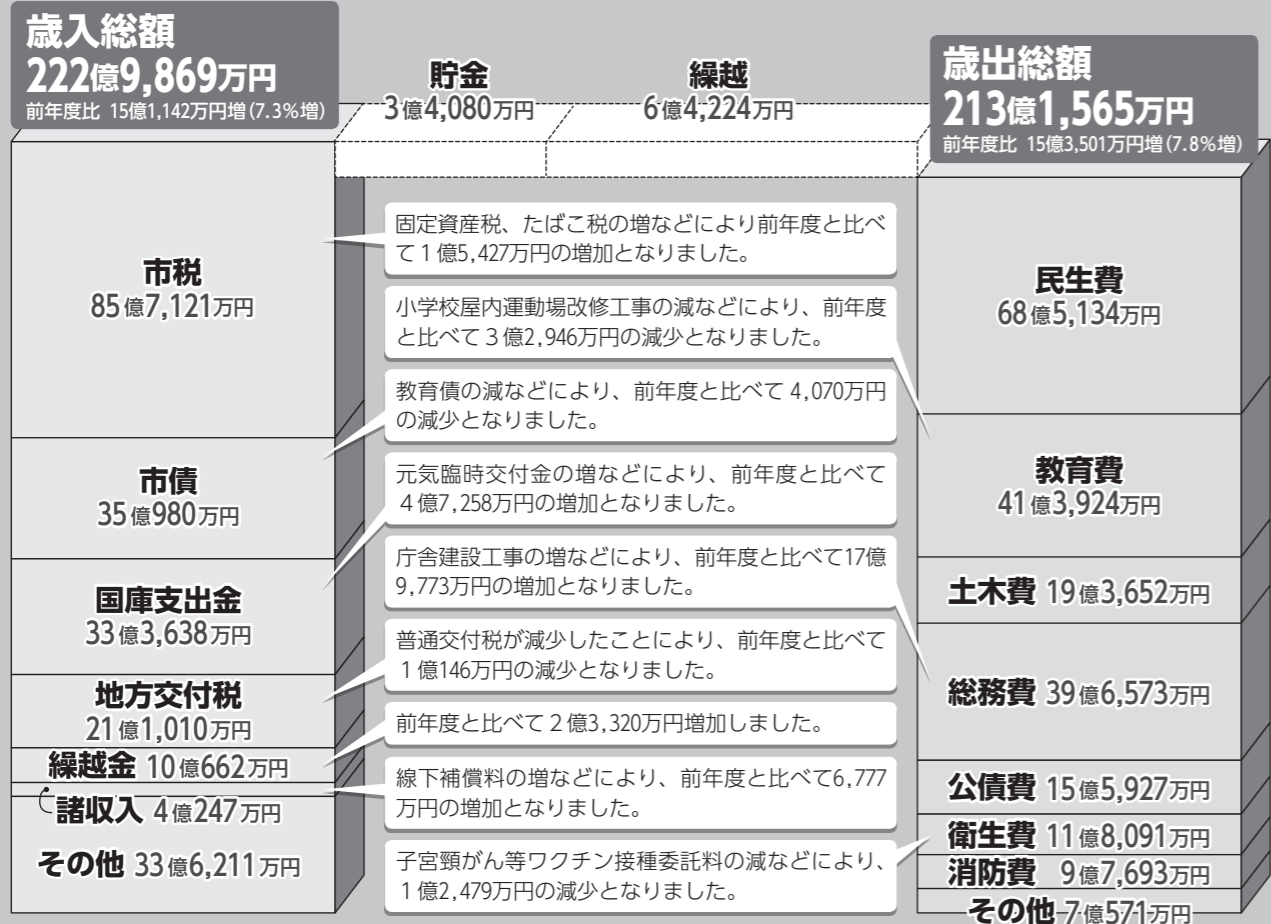 歳入総額
222億9,869万円
前年度比 15億1,142万円増(7.3%増)
貯金
3億4,080万円
繰越
6億4,224万円
歳出総額
213億1,565万円
前年度比 15億3,501万円増(7.8%増)
市税
85億7,121万円
市債
35億980万円
国庫支出金
33億3,638万円
地方交付税
21億1,010万円
繰越金 10億662万円
諸収入 4億247万円
その他 33億6,211万円
固定資産税、たばこ税の増などにより前年度と比べ
て1億5,427万円の増加となりました。
小学校屋内運動場改修工事の減などにより、前年度
と比べて3億2,946万円の減少となりました。
教育債の減などにより、前年度と比べて4,070万円
の減少となりました。
元気臨時交付金の増などにより、前年度と比べて
4億7,258万円の増加となりました。
庁舎建設工事の増などにより、前年度と比べて17億
9,773万円の増加となりました。
普通交付税が減少したことにより、前年度と比べて
1億146万円の減少となりました。
前年度と比べて2億3,320万円増加しました。
線下補償料の増などにより、前年度と比べて6,777
万円の増加となりました。
子宮頸がん等ワクチン接種委託料の減などにより、
1億2,479万円の減少となりました。
民生費
68億5,134万円
教育費
41億3,924万円
土木費 19億3,652万円
総務費 39億6,573万円
公債費 15億5,927万円
衛生費 11億8,091万円
消防費 9億7,693万円
その他 7億571万円